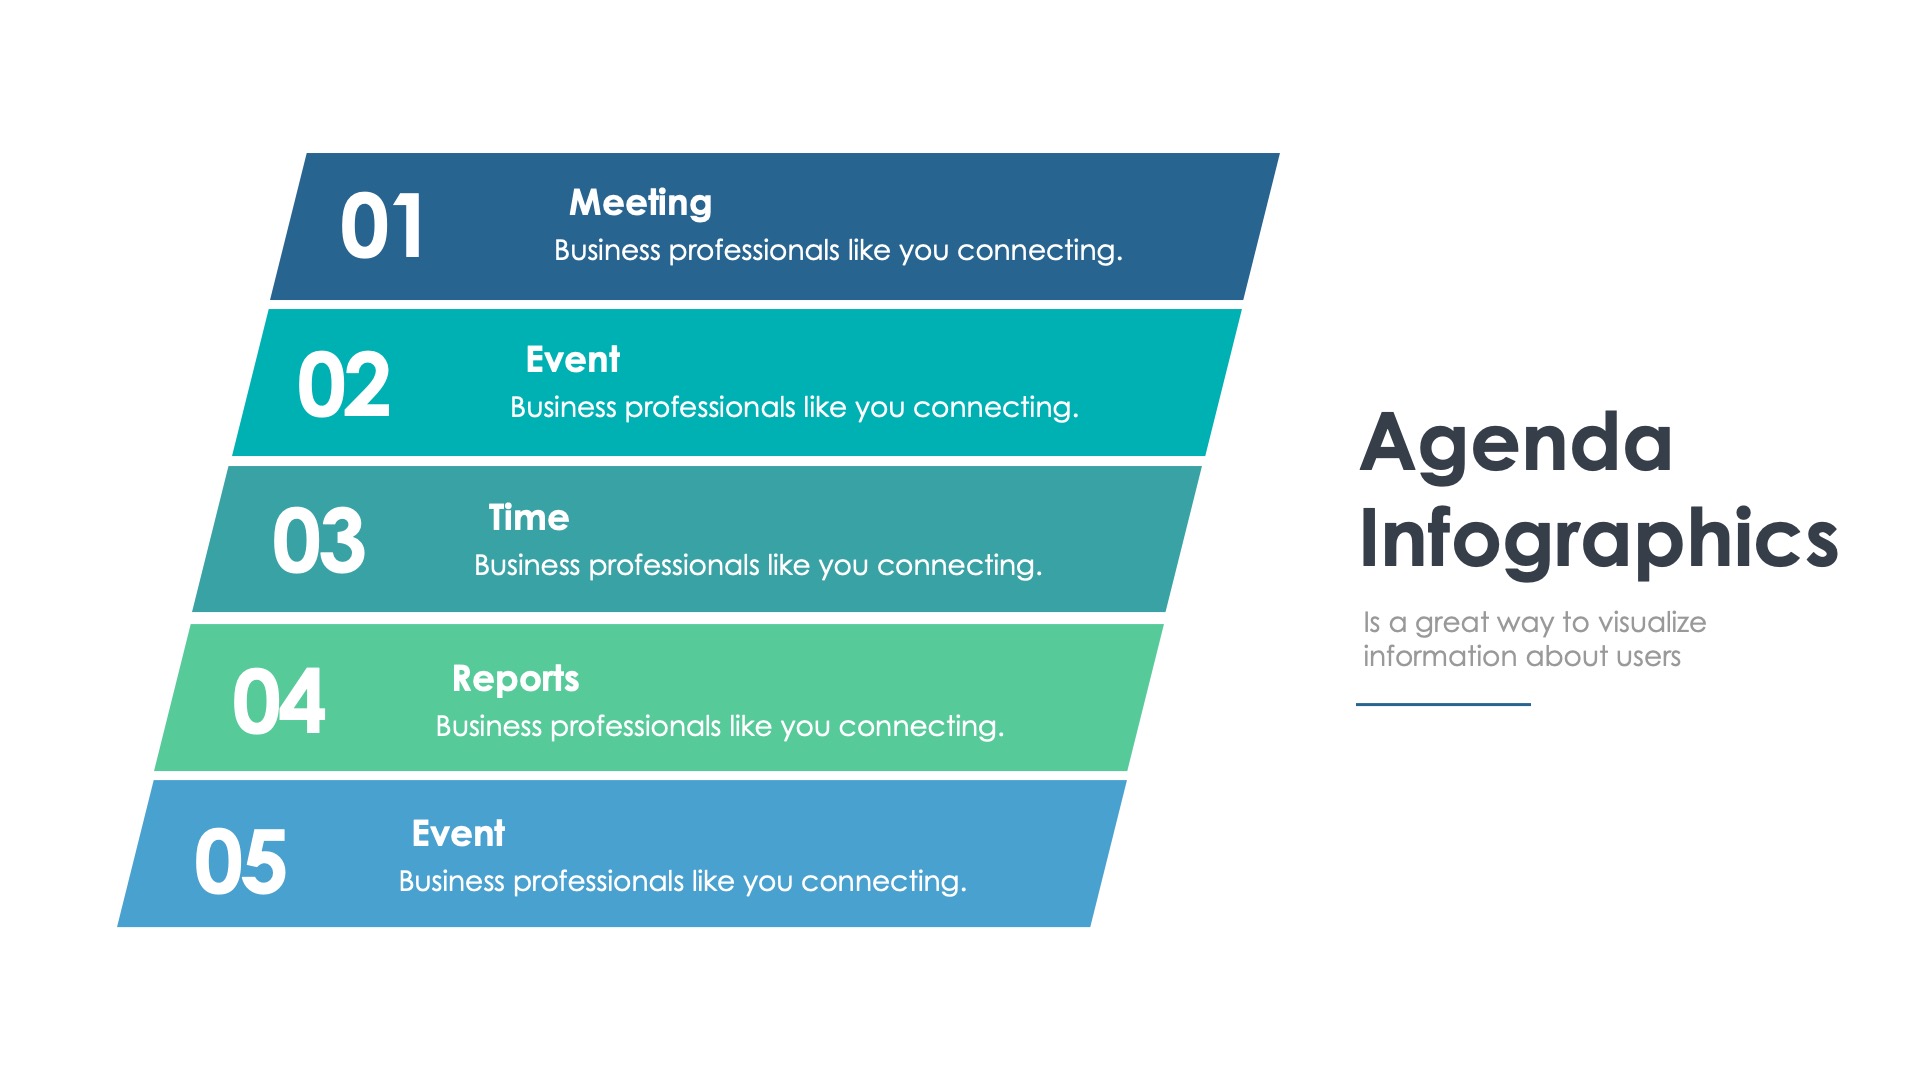 01
Meeting
Business professionals like you connecting.
02
Event
Business professionals like you connecting.
03
Time
Business professionals like you connecting.
04
Reports
Business professionals like you connecting.
05
Event
Business professionals like you connecting.
Agenda
Infographics
Is a great way to visualize
information about users